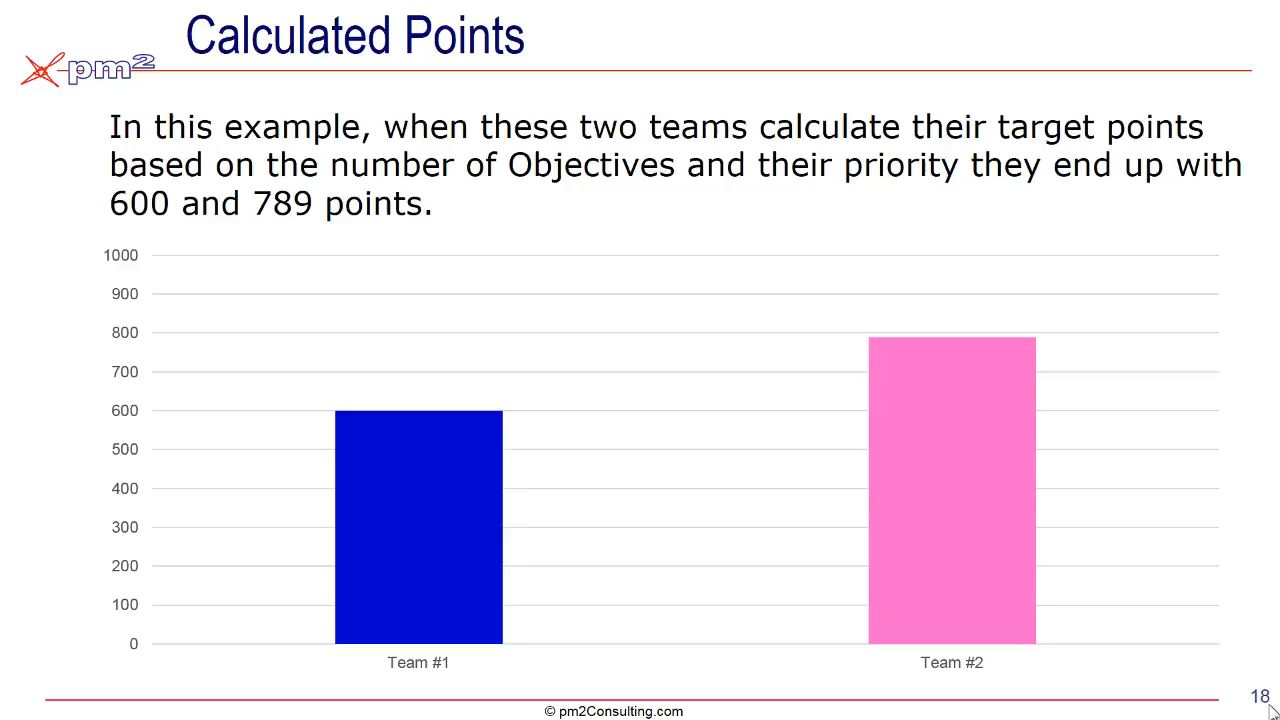 Calculated Points
pm2
In this example, when these two teams calculate their target points
based on the number of Objectives and their priority they end up with
600 and 789 points.
1000
900
800
700
600
500
400
300
200
100
0
Team #1 Team #2
18
© pm2Consulting.com